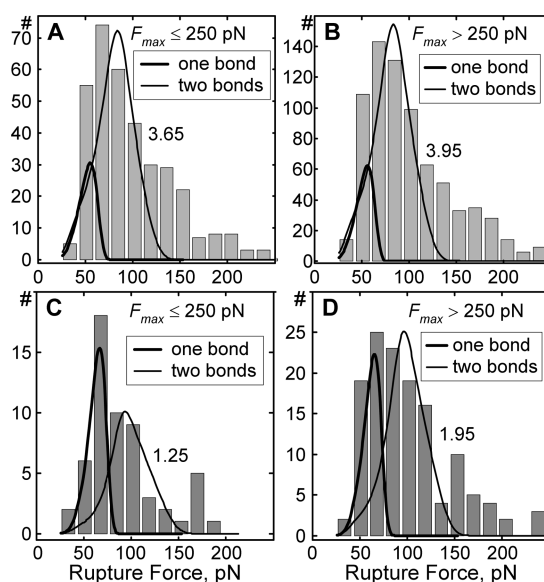 #
A
F_max ≤ 250 pN
one bond
two bonds
3.65
70
60
50
40
30
20
10
0
0 50 100 150 200
#
B
F_max > 250 pN
one bond
two bonds
3.95
140
120
100
80
60
40
20
0
0 50 100 150 200
#
C
F_max ≤ 250 pN
one bond
two bonds
1.25
15
10
5
0
0 50 100 150 200
Rupture Force, pN
#
D
F_max > 250 pN
one bond
two bonds
1.95
25
20
15
10
5
0
0 50 100 150 200
Rupture Force, pN